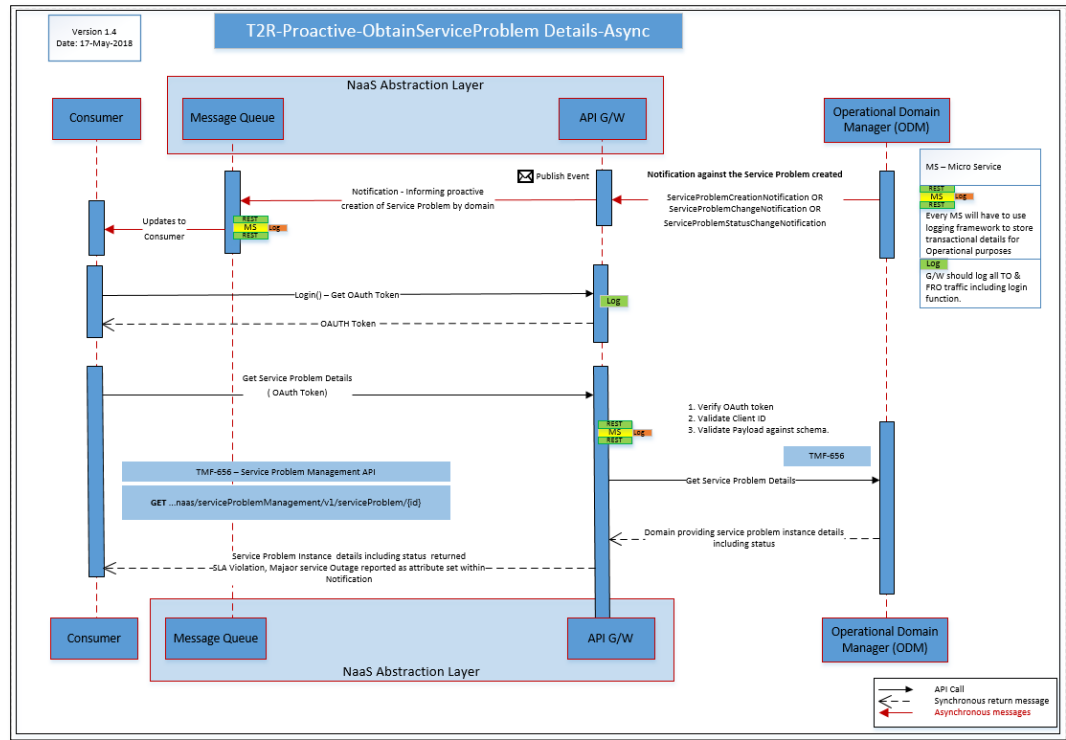 Version 1.4
Date: 17-May-2018
T2R-Proactive-ObtainServiceProblem Details-Async
NaaS Abstraction Layer
Consumer
Message Queue
API G/W
Operational Domain
Manager (ODM)
Publish Event
Notification against the Service Problem created
Notification - Informing proactive
creation of Service Problem by domain
ServiceProblemCreationNotification OR
ServiceProblemChangeNotification OR
ServiceProblemStatusChangeNotification
MS – Micro Service
REST
MS
Log
REST
Every MS will have to use
logging framework to store
transactional details for
Operational purposes
Log
G/W should log all TO &
FRO traffic including login
function.
Updates to
Consumer
REST
MS
Log
REST
Login() – Get OAuth Token
Log
OAUTH Token
Get Service Problem Details
( OAuth Token)
1. Verify OAuth token
2. Validate Client ID
3. Validate Payload against schema.
REST
MS
Log
REST
TMF-656
TMF-656 – Service Problem Management API
GET ...naas/serviceProblemManagement/v1/serviceProblem/{id}
Get Service Problem Details
Domain providing service problem instance details
including status
Service Problem Instance details including status returned
SLA Violation, Majaor service Outage reported as attribute set within
Notification
Consumer
Message Queue
API G/W
Operational Domain
Manager (ODM)
NaaS Abstraction Layer
API Call
Synchronous return message
Asynchronous messages